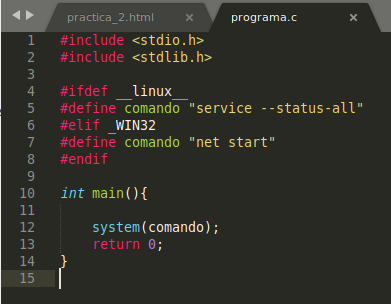 practica_2.html × programa.c ×
1 #include <stdio.h>
2 #include <stdlib.h>
3
4 #ifdef __linux__
5 #define comando "service --status-all"
6 #elif _WIN32
7 #define comando "net start"
8 #endif
9
10 int main(){
11
12 system(comando);
13 return 0;
14 }
15